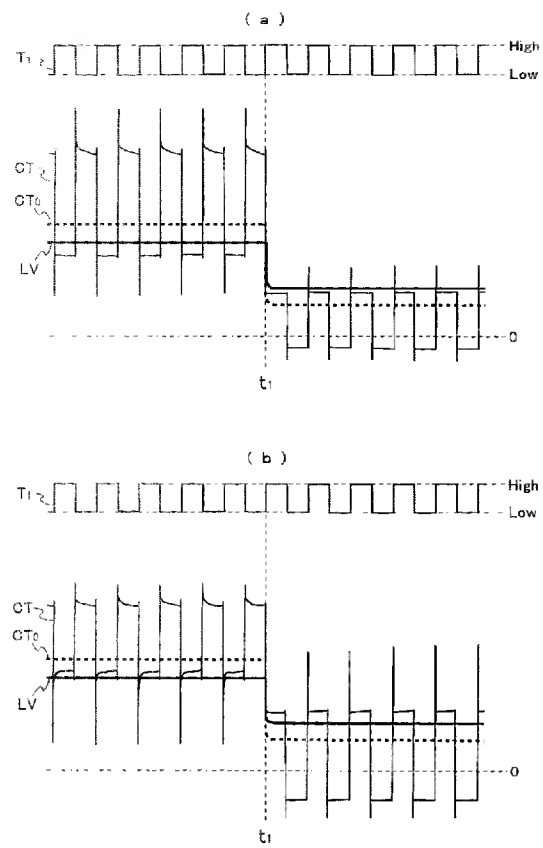 ( a )
T₁
High
Low
CT
CT₀
LV
0
t₁
( b )
T₁
High
Low
CT
CT₀
LV
0
t₁